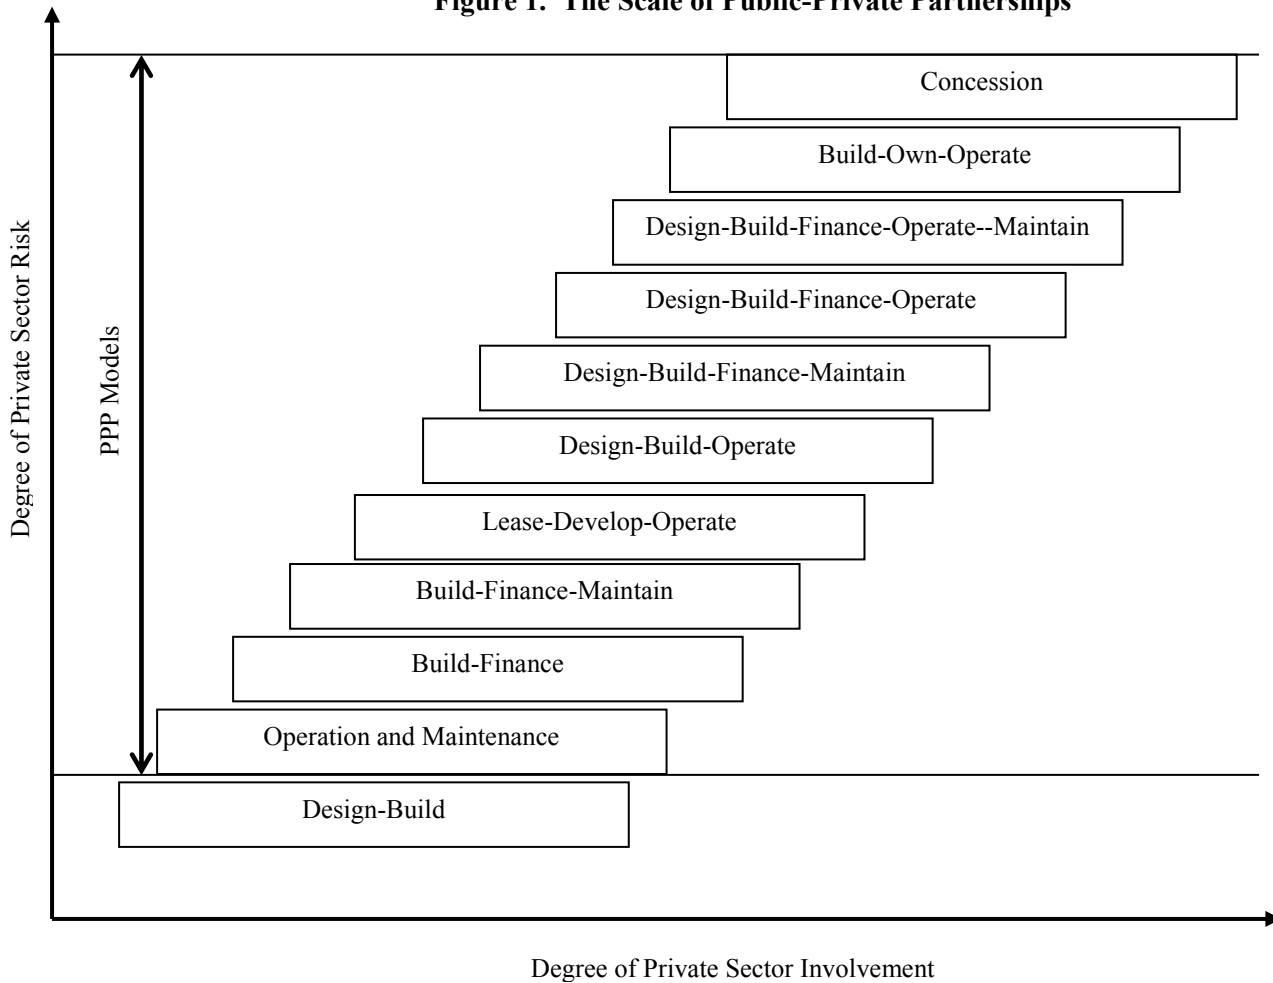 Figure 1. The Scale of Public-Private Partnerships
Concession
Build-Own-Operate
Design-Build-Finance-Operate--Maintain
Design-Build-Finance-Operate
Design-Build-Finance-Maintain
Design-Build-Operate
Lease-Develop-Operate
Build-Finance-Maintain
Build-Finance
Operation and Maintenance
Design-Build
Degree of Private Sector Risk
PPP Models
Degree of Private Sector Involvement